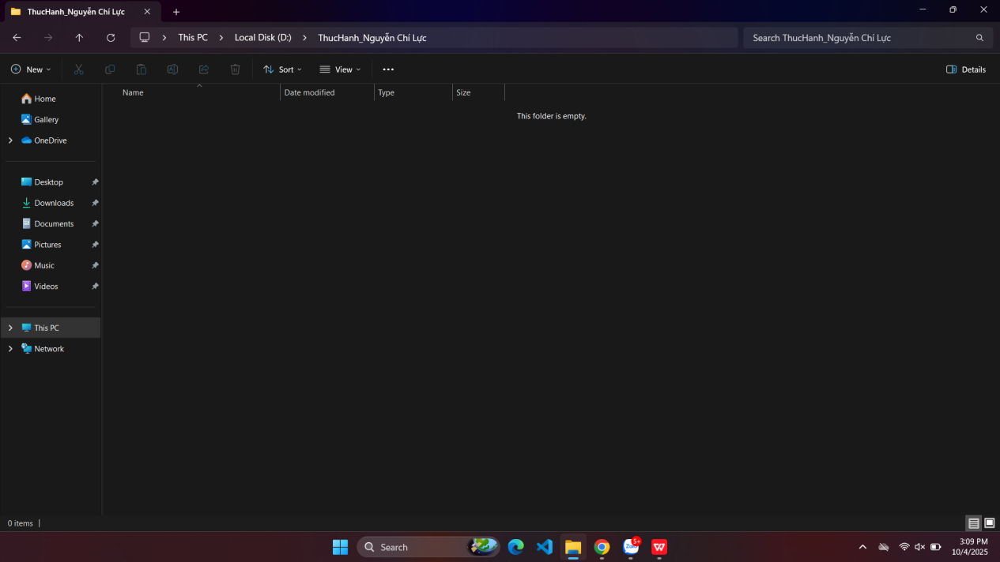 ThucHanh_Nguyễn Chí Lực
This PC > Local Disk (D:) > ThucHanh_Nguyễn Chí Lực
Search ThucHanh_Nguyễn Chí Lực
New Sort View ••• Details
Name Date modified Type Size
This folder is empty.
Home
Gallery
OneDrive
Desktop
Downloads
Documents
Pictures
Music
Videos
This PC
Network
0 items
Search
Zalo
5+
W
3:09 PM
10/4/2025